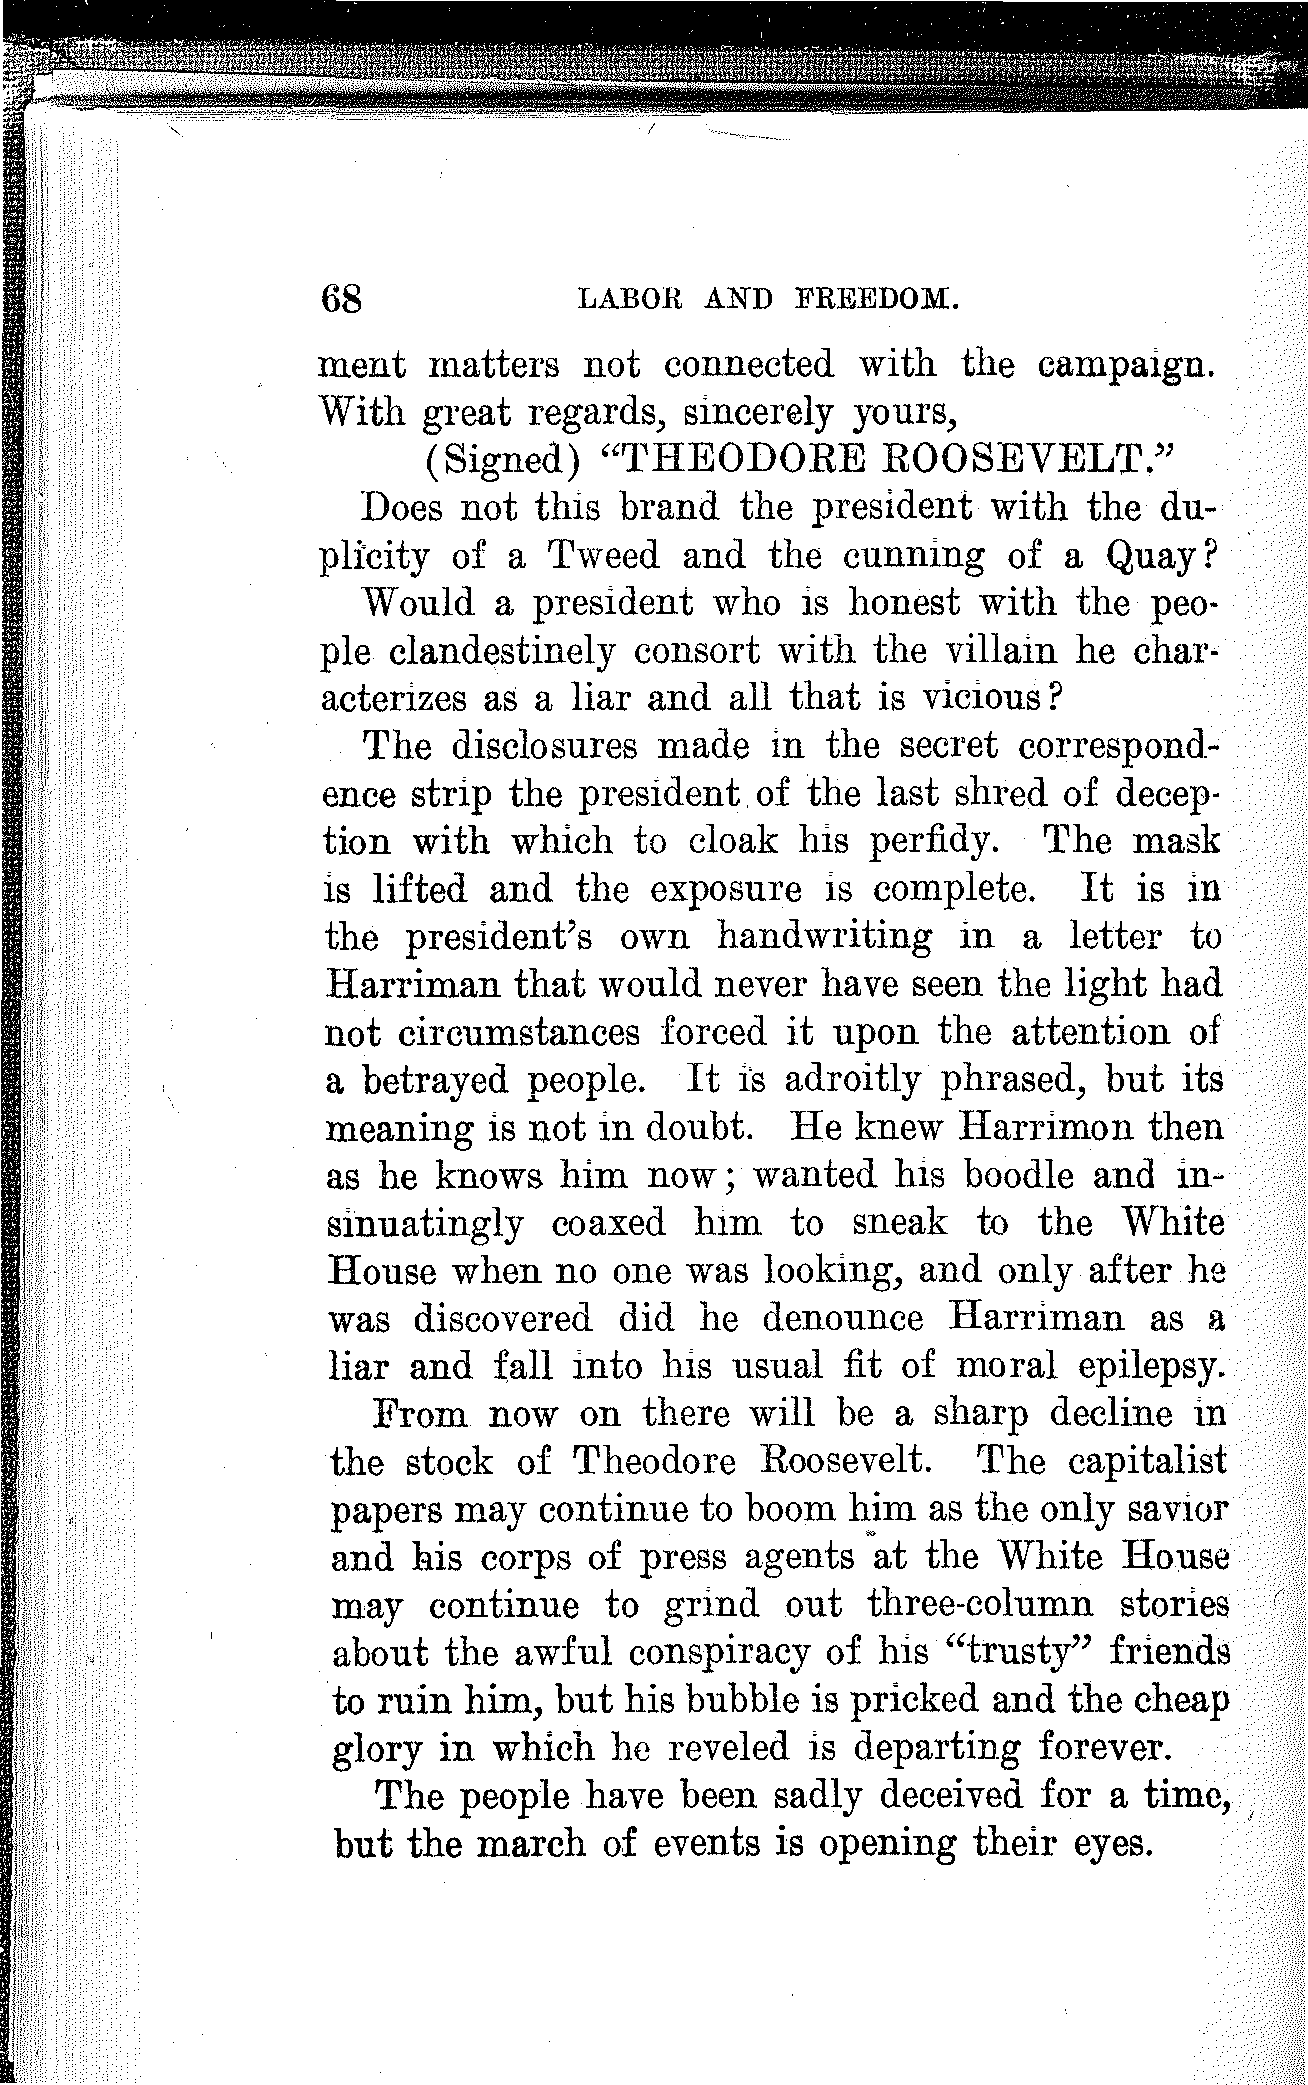 68 LABOR AND FREEDOM.
ment matters not connected with the campaign.
With great regards, sincerely yours,
(Signed) “THEODORE ROOSEVELT.”
Does not this brand the president with the du-
plicity of a Tweed and the cunning of a Quay?
Would a president who is honest with the peo-
ple clandestinely consort with the villain he char-
acterizes as a liar and all that is vicious?
The disclosures made in the secret correspond-
ence strip the president of the last shred of decep-
tion with which to cloak his perfidy. The mask
is lifted and the exposure is complete. It is in
the president’s own handwriting in a letter to
Harriman that would never have seen the light had
not circumstances forced it upon the attention of
a betrayed people. It is adroitly phrased, but its
meaning is not in doubt. He knew Harrimon then
as he knows him now; wanted his boodle and in-
sinuatingly coaxed him to sneak to the White
House when no one was looking, and only after he
was discovered did he denounce Harriman as a
liar and fall into his usual fit of moral epilepsy.
From now on there will be a sharp decline in
the stock of Theodore Roosevelt. The capitalist
papers may continue to boom him as the only savior
and his corps of press agents at the White House
may continue to grind out three-column stories
about the awful conspiracy of his “trusty” friends
to ruin him, but his bubble is pricked and the cheap
glory in which he reveled is departing forever.
The people have been sadly deceived for a time,
but the march of events is opening their eyes.